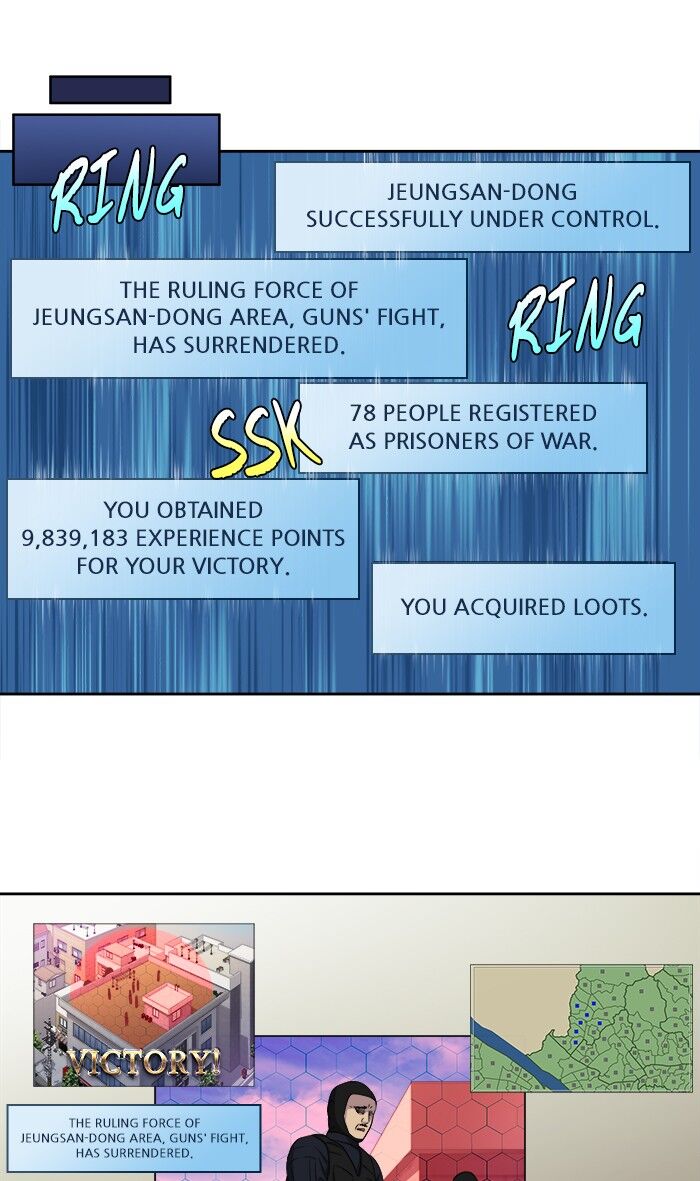 RING
JEUNGSAN-DONG
SUCCESSFULLY UNDER CONTROL.
THE RULING FORCE OF
JEUNGSAN-DONG AREA, GUNS' FIGHT,
HAS SURRENDERED.
RING
SSK
78 PEOPLE REGISTERED
AS PRISONERS OF WAR.
YOU OBTAINED
9,839,183 EXPERIENCE POINTS
FOR YOUR VICTORY.
YOU ACQUIRED LOOTS.
VICTORY!
THE RULING FORCE OF
JEUNGSAN-DONG AREA, GUNS' FIGHT,
HAS SURRENDERED.